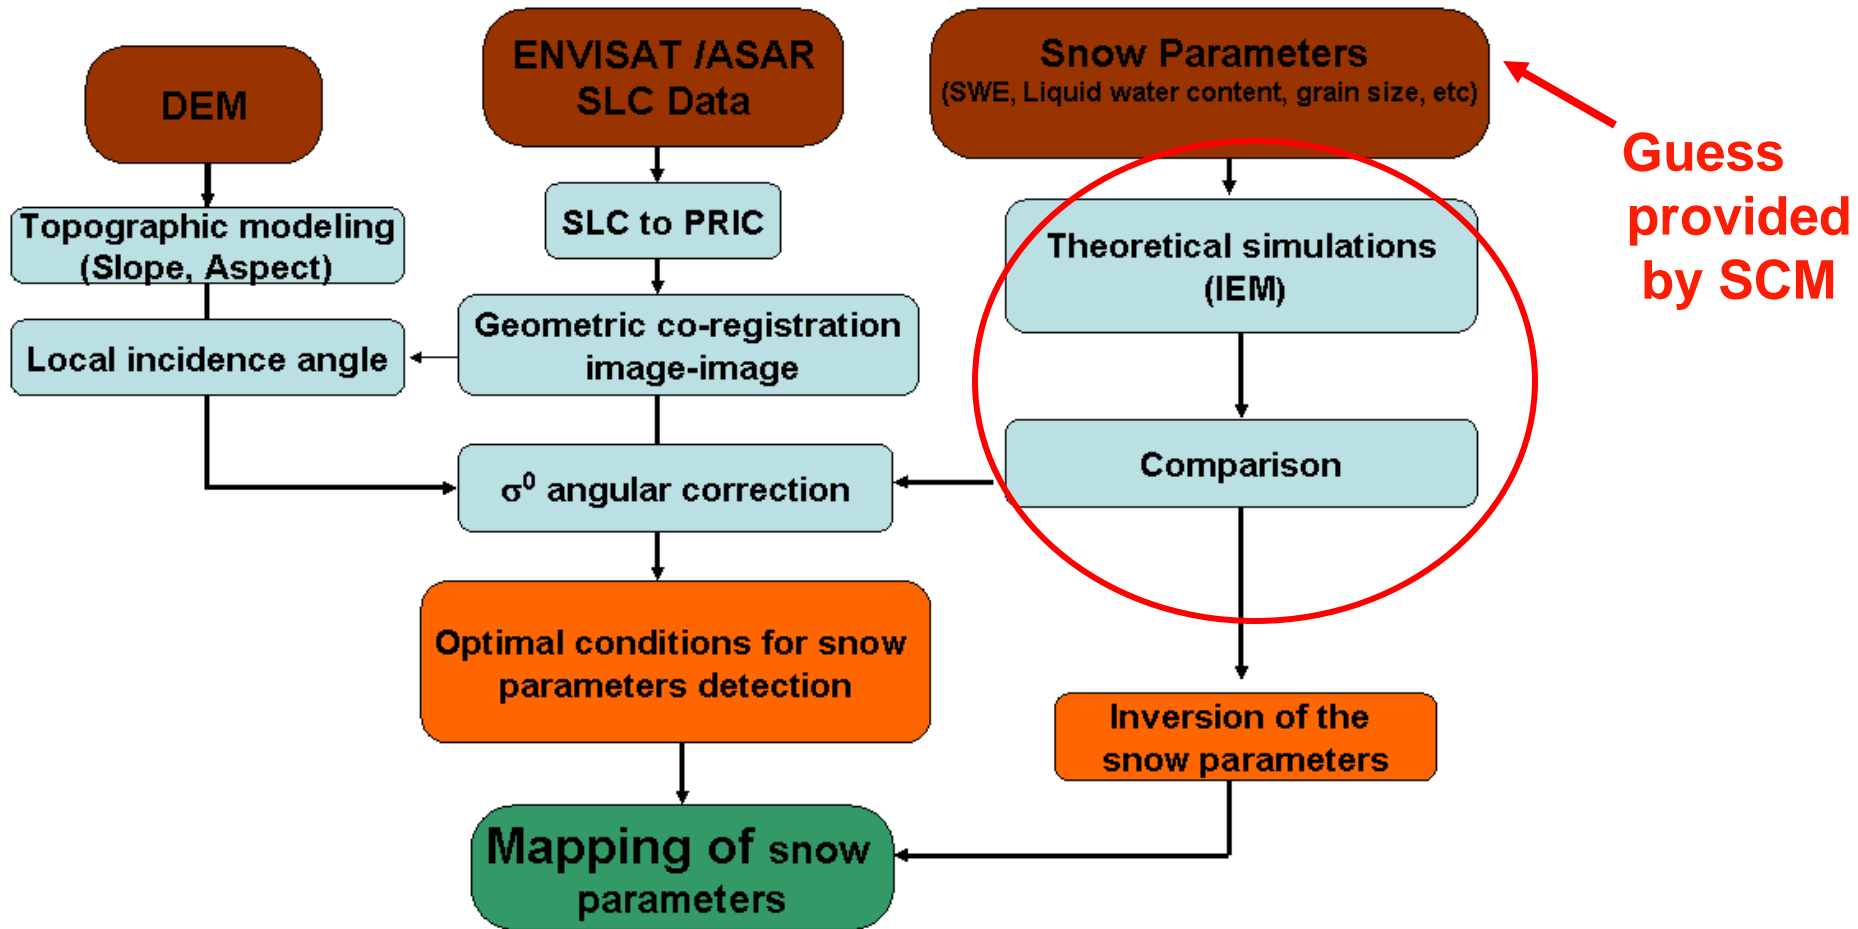 DEM
ENVISAT /ASAR
SLC Data
Snow Parameters
(SWE, Liquid water content, grain size, etc)
Guess
provided
by SCM
Topographic modeling
(Slope, Aspect)
SLC to PRIC
Theoretical simulations
(IEM)
Local incidence angle
Geometric co-registration
image-image
σ⁰ angular correction
Comparison
Optimal conditions for snow
parameters detection
Inversion of the
snow parameters
Mapping of snow
parameters